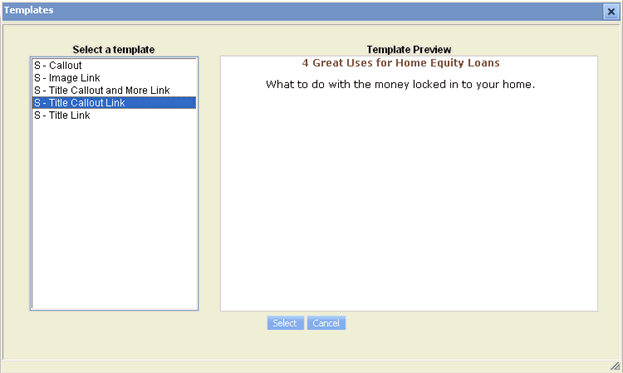 Templates
Select a template
S - Callout
S - Image Link
S - Title Callout and More Link
S - Title Callout Link
S - Title Link
Template Preview
4 Great Uses for Home Equity Loans
What to do with the money locked in to your home.
Select Cancel